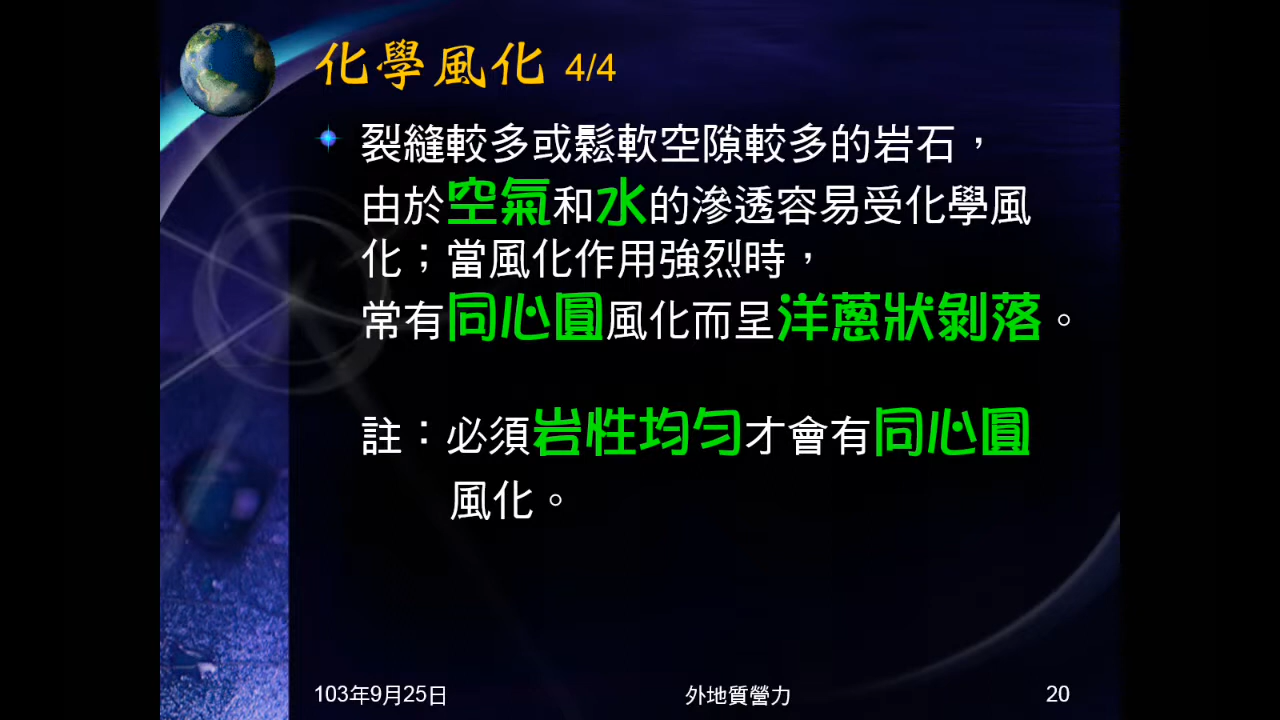 化學風化 4/4
裂縫較多或鬆軟空隙較多的岩石，
由於空氣和水的滲透容易受化學風
化；當風化作用強烈時，
常有同心圓風化而呈洋蔥狀剝落。
註：必須岩性均勻才會有同心圓
風化。
103年9月25日 外地質營力 20